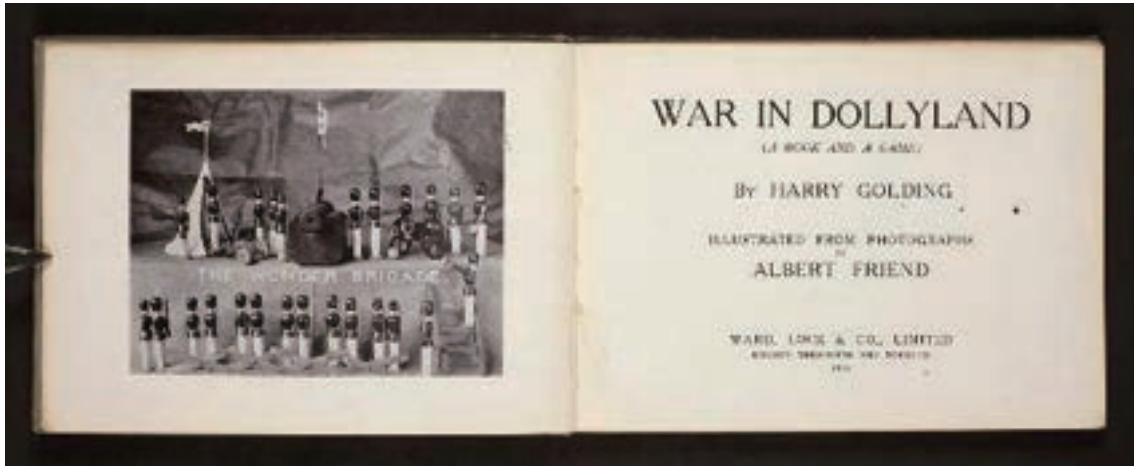 THE WONDER BRIGADE
WAR IN DOLLYLAND
(A BOOK AND A GAME)
BY HARRY GOLDING
ILLUSTRATED FROM PHOTOGRAPHS
BY
ALBERT FRIEND
WARD, LOCK & CO., LIMITED